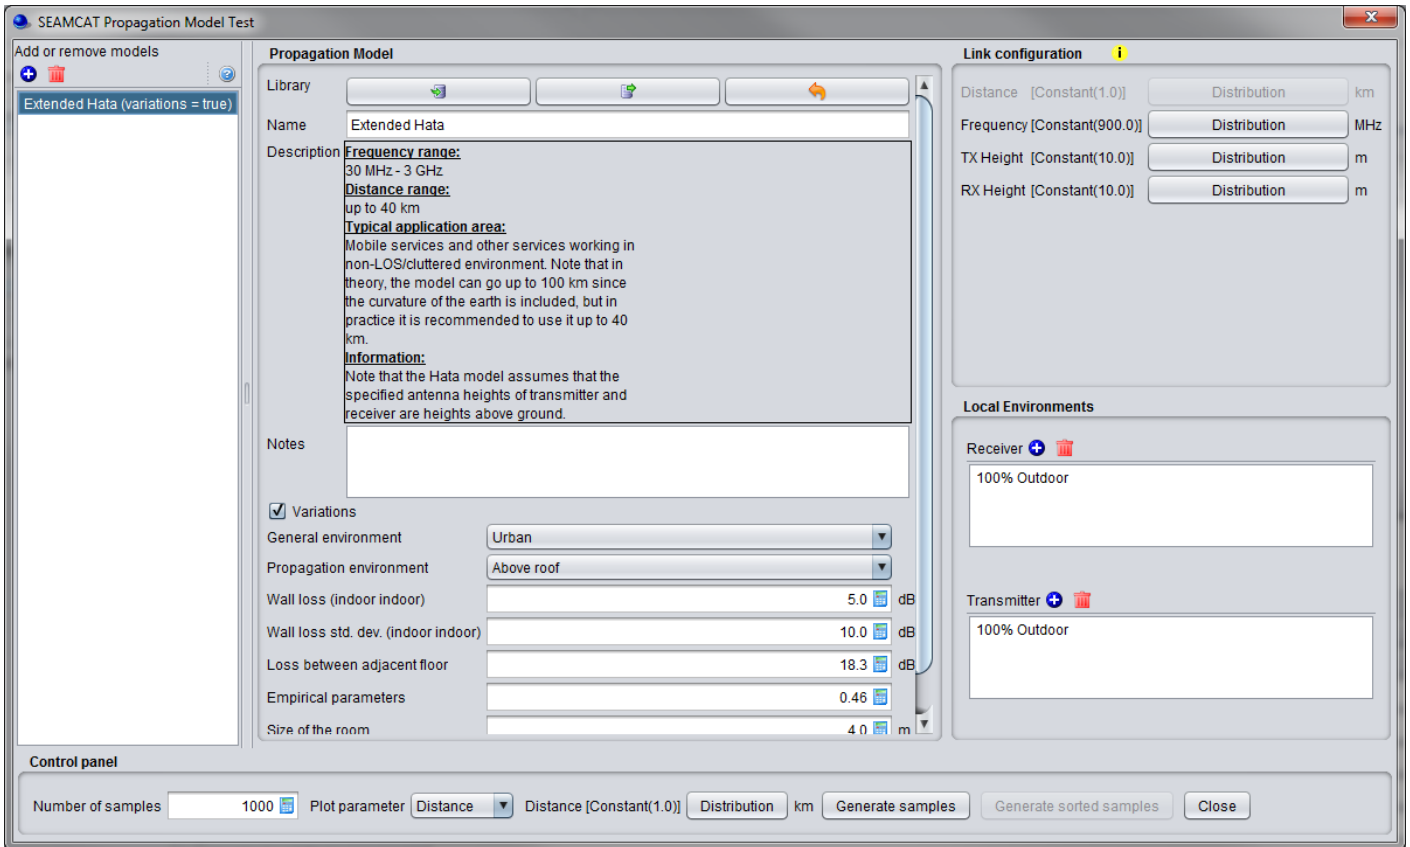 SEAMCAT Propagation Model Test
x
Add or remove models
Extended Hata (variations = true)
Propagation Model
Library
Name Extended Hata
Description Frequency range:
30 MHz - 3 GHz
Distance range:
up to 40 km
Typical application area:
Mobile services and other services working in
non-LOS/cluttered environment. Note that in
theory, the model can go up to 100 km since
the curvature of the earth is included, but in
practice it is recommended to use it up to 40
km.
Information:
Note that the Hata model assumes that the
specified antenna heights of transmitter and
receiver are heights above ground.
Notes
Variations
General environment Urban
Propagation environment Above roof
Wall loss (indoor indoor) 5.0 dB
Wall loss std. dev. (indoor indoor) 10.0 dB
Loss between adjacent floor 18.3 dB
Empirical parameters 0.46
Size of the room 4.0 m
Link configuration i
Distance [Constant(1.0)] Distribution km
Frequency [Constant(900.0)] Distribution MHz
TX Height [Constant(10.0)] Distribution m
RX Height [Constant(10.0)] Distribution m
Local Environments
Receiver
100% Outdoor
Transmitter
100% Outdoor
Control panel
Number of samples 1000 Plot parameter Distance Distance [Constant(1.0)] Distribution km Generate samples Generate sorted samples Close